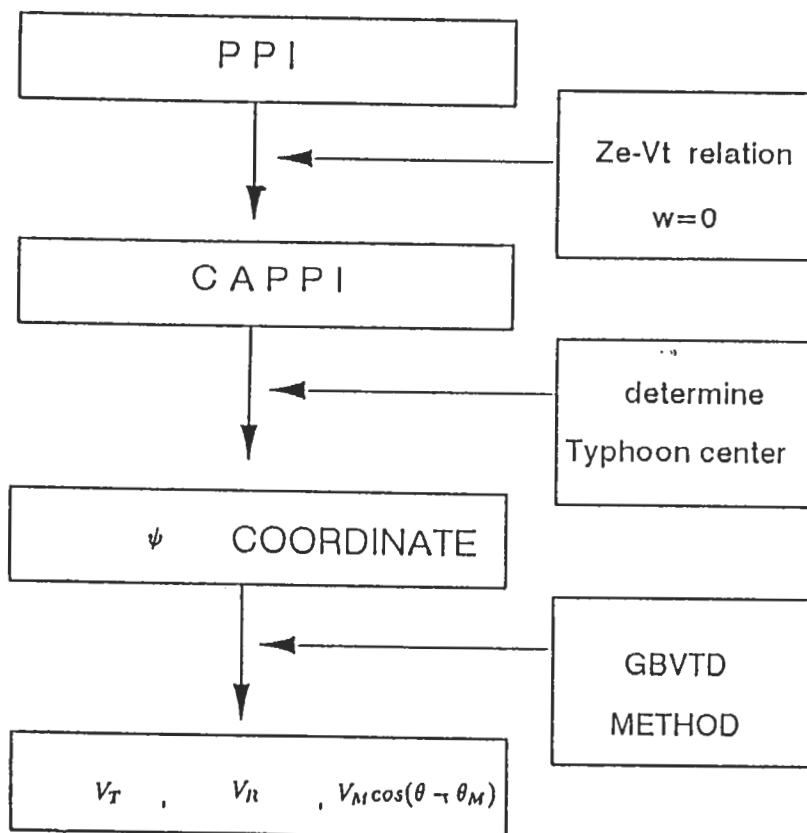 PPI
Ze-Vt relation
w=0
CAPPI
determine
Typhoon center
ψ COORDINATE
GBVTD
METHOD
V_T , V_R , V_M cos(θ - θ_M)